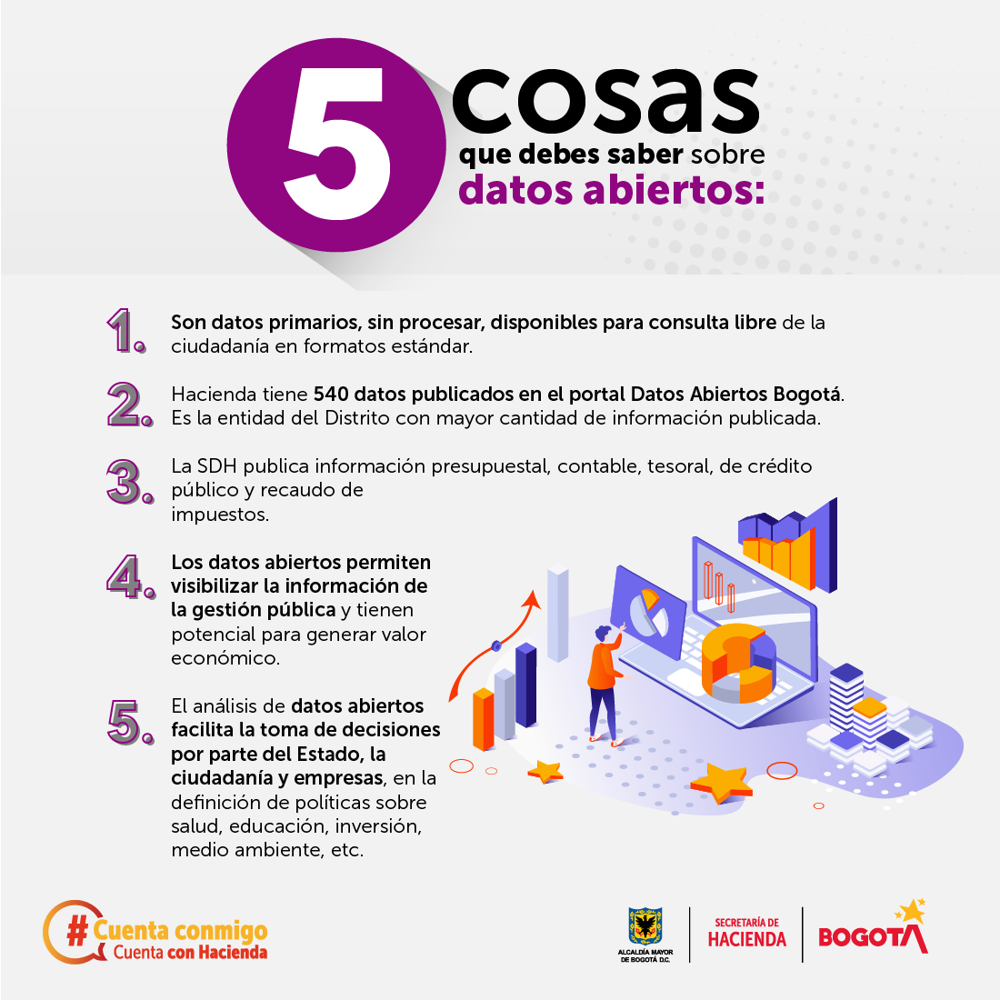 5 cosas
que debes saber sobre
datos abiertos:
1. Son datos primarios, sin procesar, disponibles para consulta libre de la
ciudadanía en formatos estándar.
2. Hacienda tiene 540 datos publicados en el portal Datos Abiertos Bogotá.
Es la entidad del Distrito con mayor cantidad de información publicada.
3. La SDH publica información presupuestal, contable, tesoral, de crédito
público y recaudo de
impuestos.
4. Los datos abiertos permiten
visibilizar la información de
la gestión pública y tienen
potencial para generar valor
económico.
5. El análisis de datos abiertos
facilita la toma de decisiones
por parte del Estado, la
ciudadanía y empresas, en la
definición de políticas sobre
salud, educación, inversión,
medio ambiente, etc.
# Cuenta conmigo
Cuenta con Hacienda
ALCALDÍA MAYOR
DE BOGOTÁ D.C.
SECRETARÍA DE
HACIENDA
BOGOTÁ